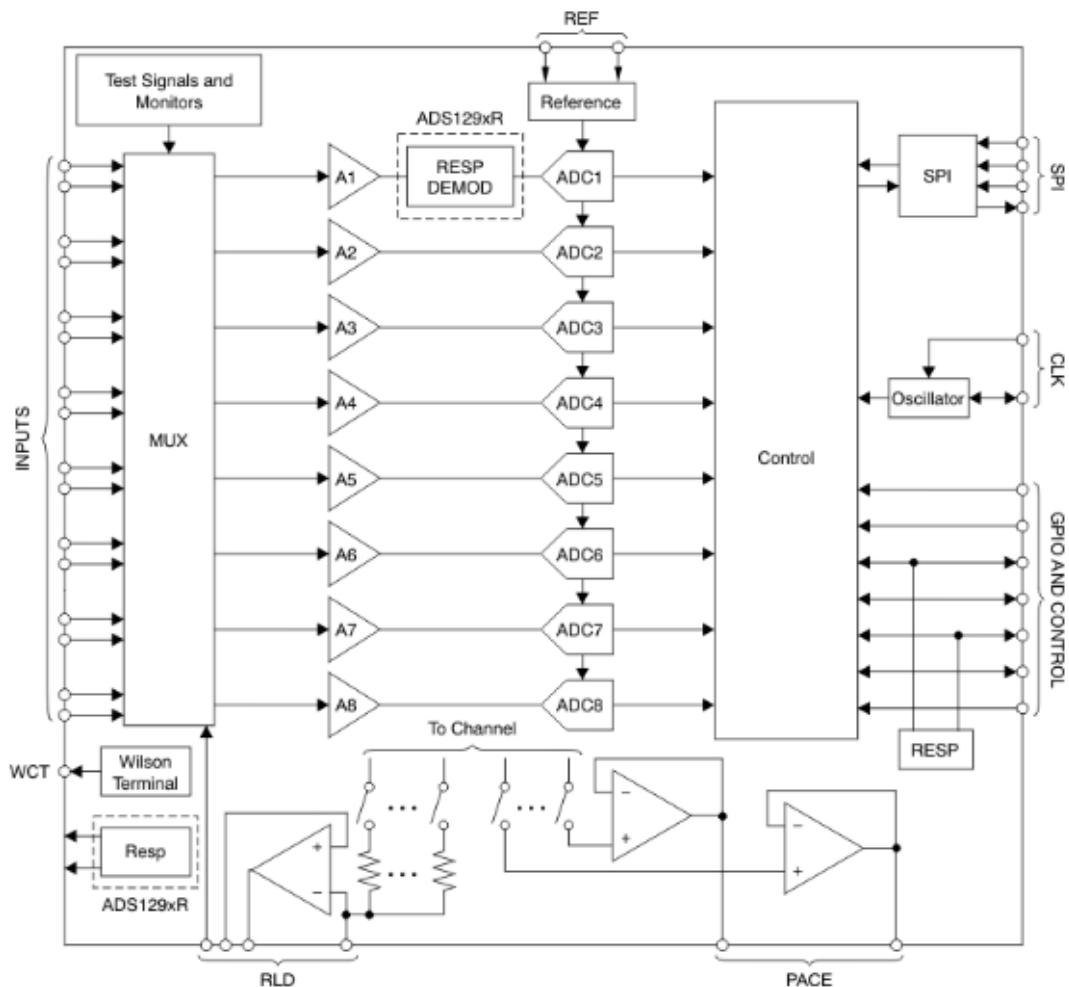 REF
Test Signals and
Monitors
Reference
ADS129xR
RESP
DEMOD
A1
ADC1
SPI
SPI
A2
ADC2
A3
ADC3
CLK
Oscillator
A4
ADC4
INPUTS
MUX
Control
A5
ADC5
A6
ADC6
GPIO AND CONTROL
A7
ADC7
A8
ADC8
To Channel
RESP
WCT
Wilson
Terminal
Resp
ADS129xR
+
−
−
+
−
+
RLD
PACE